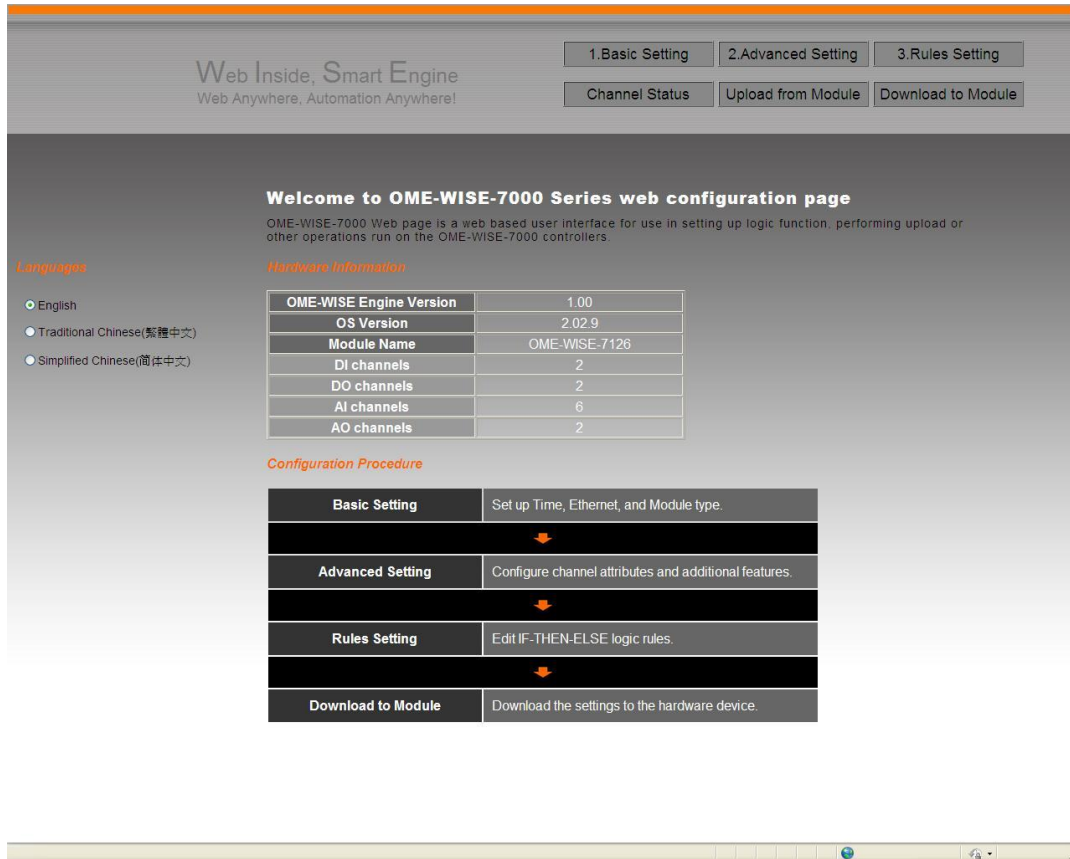 Web Inside, Smart Engine
Web Anywhere, Automation Anywhere!
1.Basic Setting
2.Advanced Setting
3.Rules Setting
Channel Status
Upload from Module
Download to Module
Welcome to OME-WISE-7000 Series web configuration page
OME-WISE-7000 Web page is a web based user interface for use in setting up logic function, performing upload or
other operations run on the OME-WISE-7000 controllers.
Languages
English
Traditional Chinese(繁體中文)
Simplified Chinese(简体中文)
Hardware Information
OME-WISE Engine Version 1.00
OS Version 2.02.9
Module Name OME-WISE-7126
DI channels 2
DO channels 2
AI channels 6
AO channels 2
Configuration Procedure
Basic Setting Set up Time, Ethernet, and Module type.
Advanced Setting Configure channel attributes and additional features.
Rules Setting Edit IF-THEN-ELSE logic rules.
Download to Module Download the settings to the hardware device.